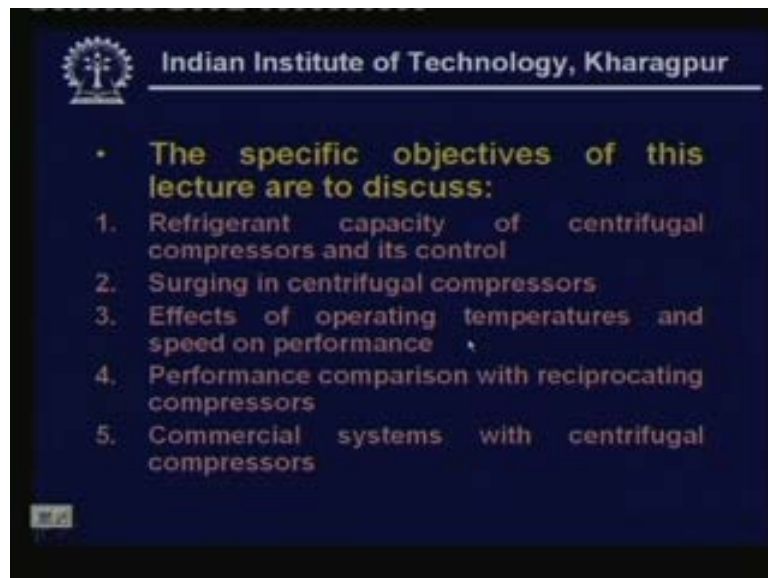 Indian Institute of Technology, Kharagpur
• The specific objectives of this
lecture are to discuss:
1. Refrigerant capacity of centrifugal
compressors and its control
2. Surging in centrifugal compressors
3. Effects of operating temperatures and
speed on performance
4. Performance comparison with reciprocating
compressors
5. Commercial systems with centrifugal
compressors